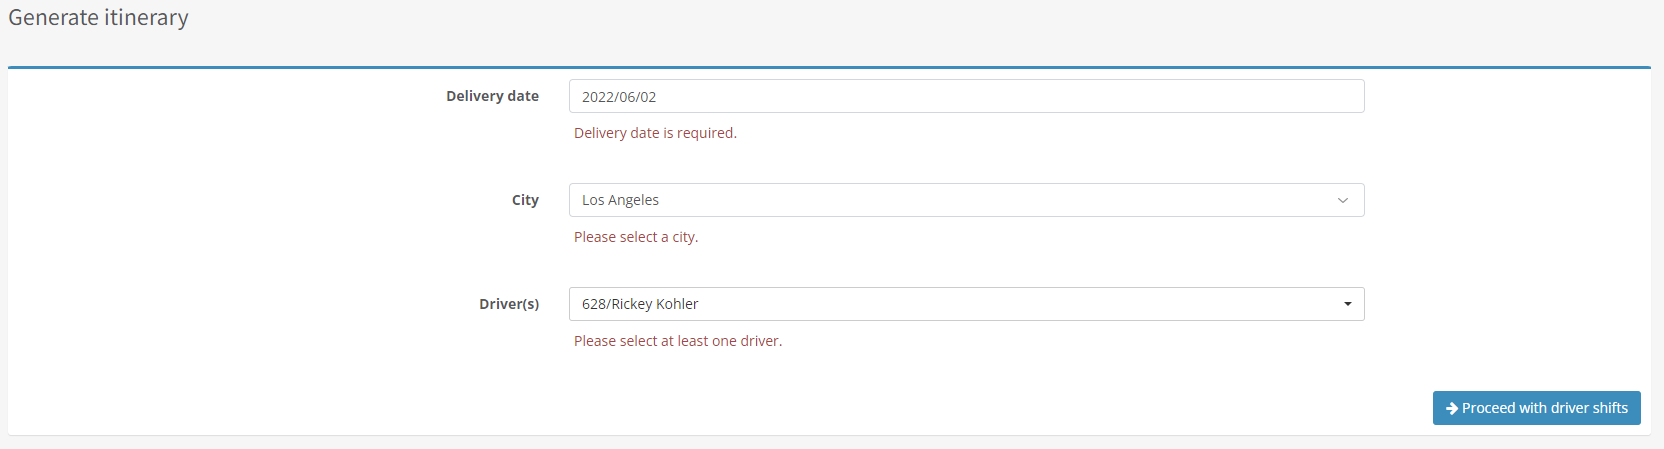 Generate itinerary
Delivery date
2022/06/02
Delivery date is required.
City
Los Angeles
Please select a city.
Driver(s)
628/Rickey Kohler
Please select at least one driver.
Proceed with driver shifts